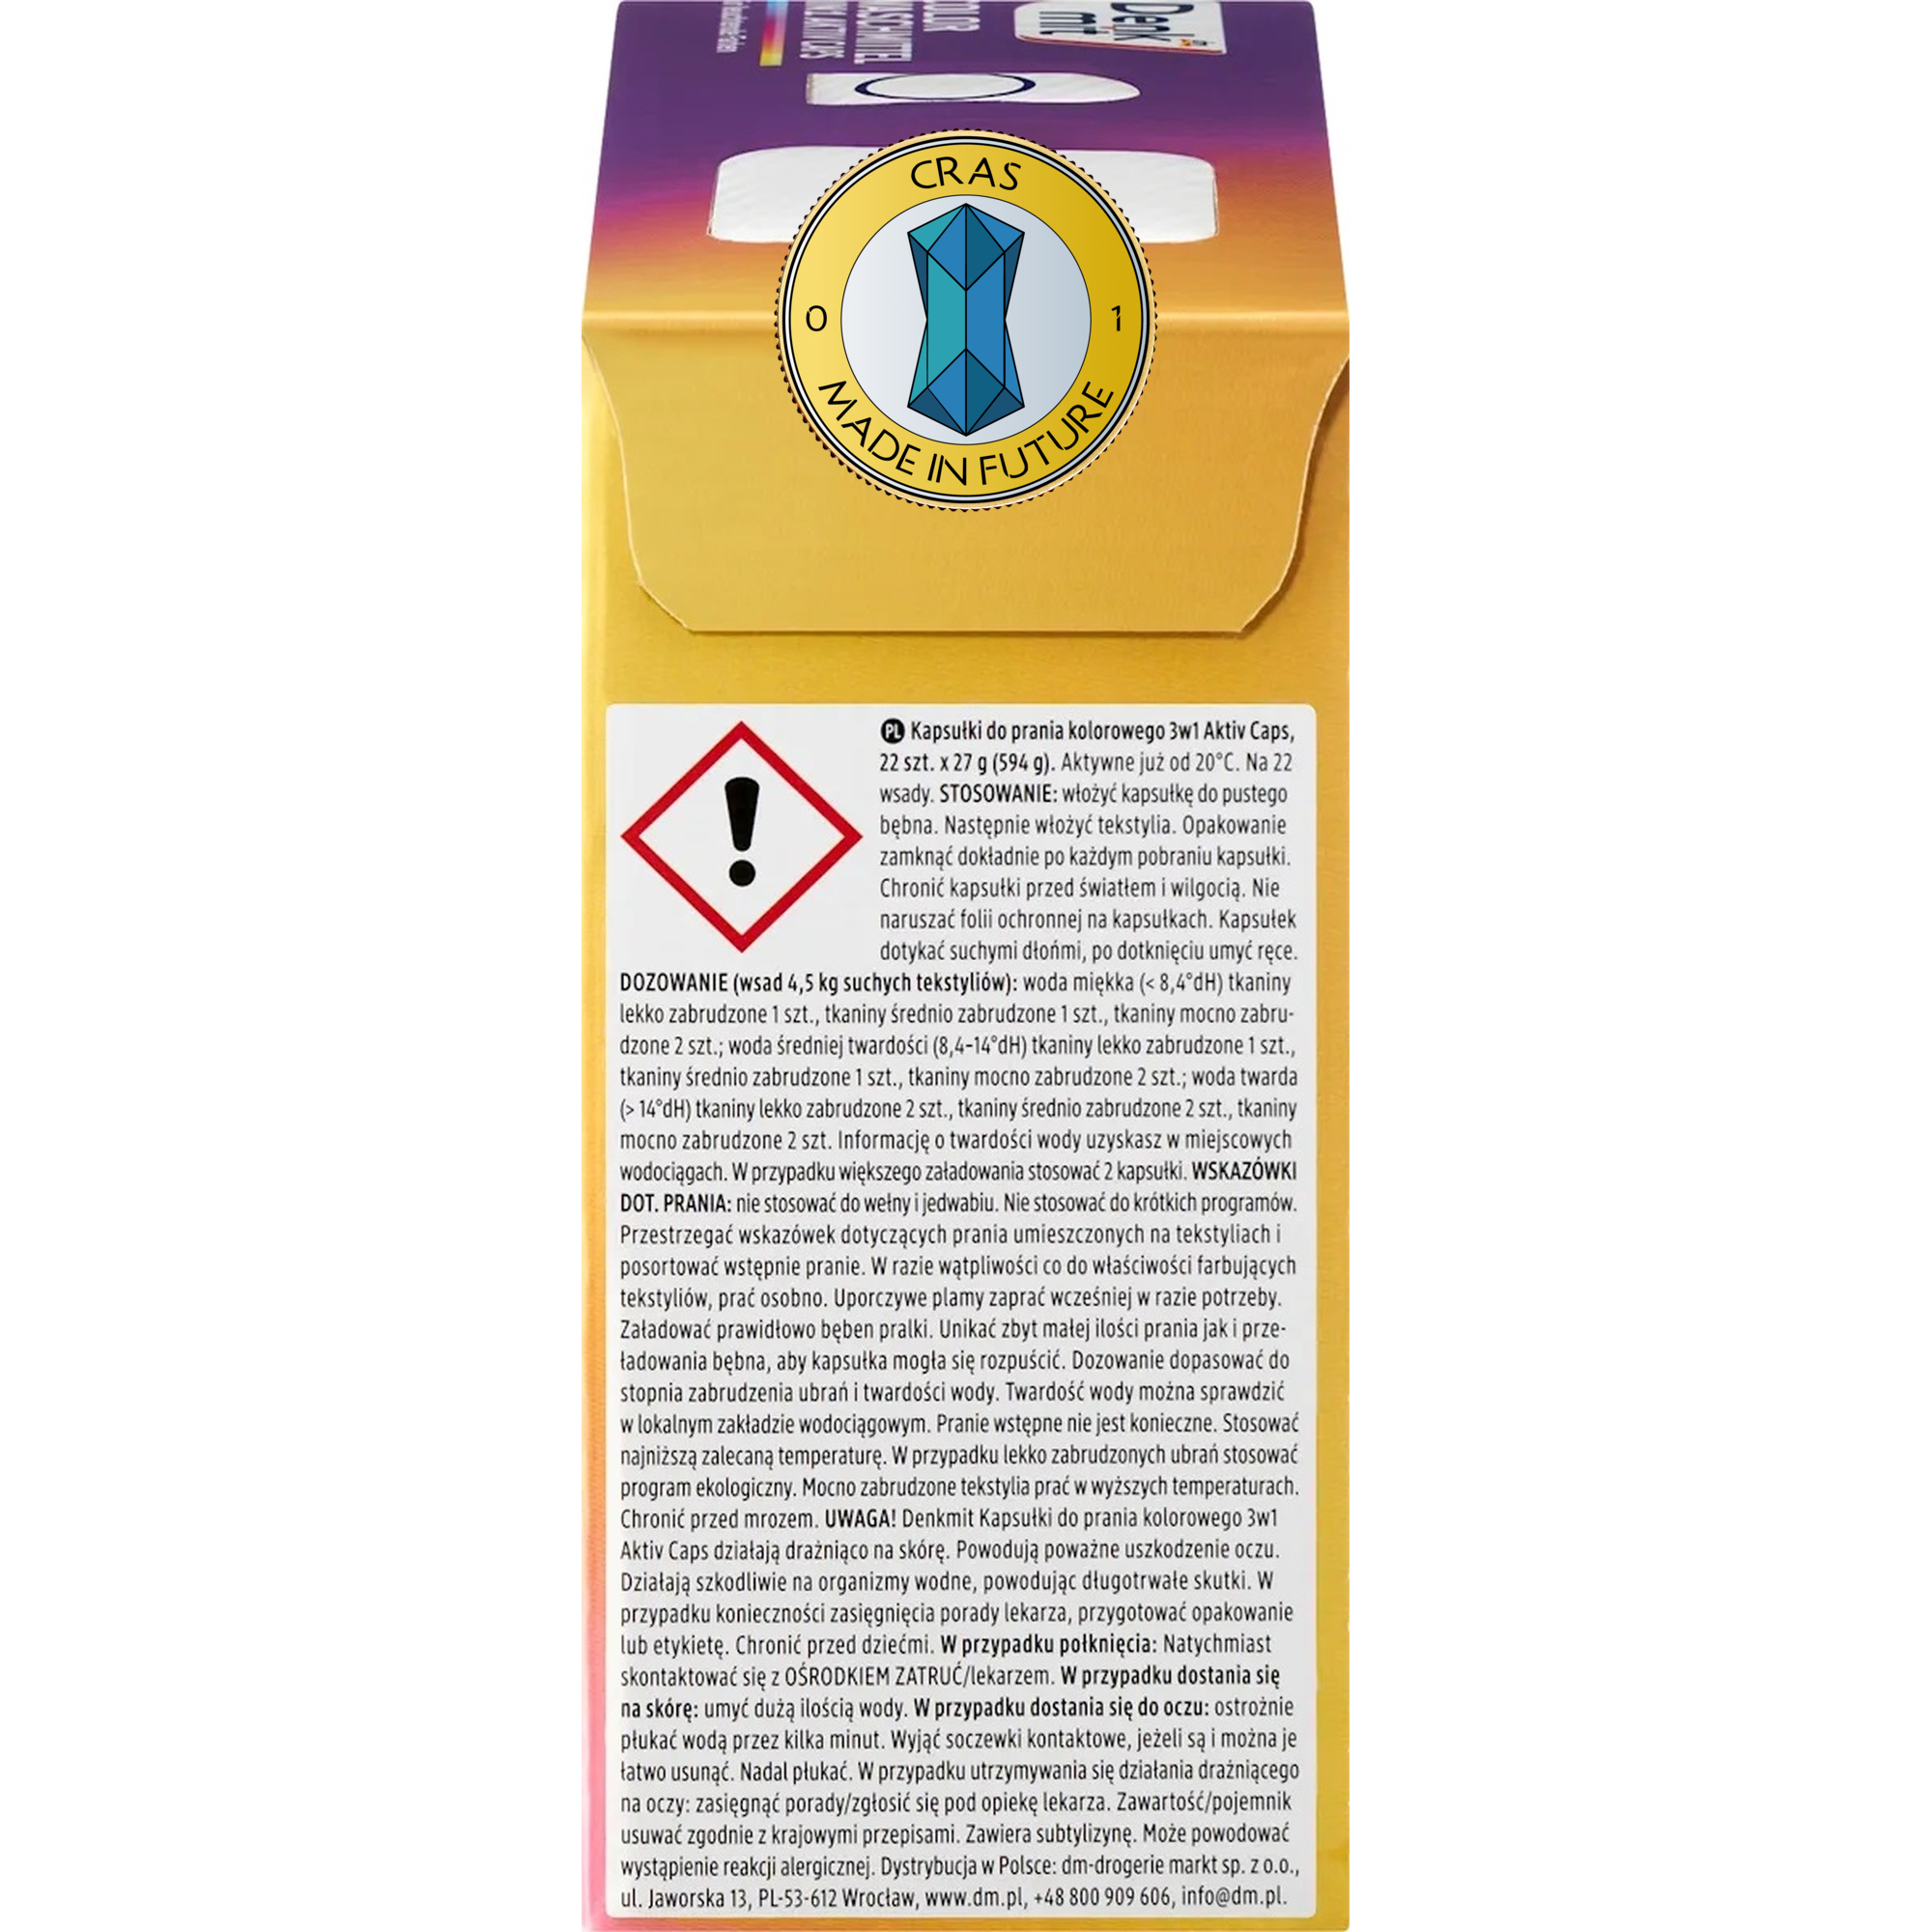 Denk
mit
COLOR
WASCHMITTEL
CRAS
0 1
MADE IN FUTURE
PL Kapsułki do prania kolorowego 3w1 Aktiv Caps,
22 szt. x 27 g (594 g). Aktywne już od 20°C. Na 22
wsady. STOSOWANIE: włożyć kapsułkę do pustego
bębna. Następnie włożyć tekstylia. Opakowanie
zamknąć dokładnie po każdym pobraniu kapsułki.
Chronić kapsułki przed światłem i wilgocią. Nie
naruszać folii ochronnej na kapsułkach. Kapsułek
dotykać suchymi dłońmi, po dotknięciu umyć ręce.
DOZOWANIE (wsad 4,5 kg suchych tekstyliów): woda miękka (< 8,4°dH) tkaniny
lekko zabrudzone 1 szt., tkaniny średnio zabrudzone 1 szt., tkaniny mocno zabru-
dzone 2 szt.; woda średniej twardości (8,4-14°dH) tkaniny lekko zabrudzone 1 szt.,
tkaniny średnio zabrudzone 1 szt., tkaniny mocno zabrudzone 2 szt.; woda twarda
(> 14°dH) tkaniny lekko zabrudzone 2 szt., tkaniny średnio zabrudzone 2 szt., tkaniny
mocno zabrudzone 2 szt. Informację o twardości wody uzyskasz w miejscowych
wodociągach. W przypadku większego załadowania stosować 2 kapsułki. WSKAZÓWKI
DOT. PRANIA: nie stosować do wełny i jedwabiu. Nie stosować do krótkich programów.
Przestrzegać wskazówek dotyczących prania umieszczonych na tekstyliach i
posortować wstępnie pranie. W razie wątpliwości co do właściwości farbujących
tekstyliów, prać osobno. Uporczywe plamy zaprać wcześniej w razie potrzeby.
Załadować prawidłowo bęben pralki. Unikać zbyt małej ilości prania jak i prze-
ładowania bębna, aby kapsułka mogła się rozpuścić. Dozowanie dopasować do
stopnia zabrudzenia ubrań i twardości wody. Twardość wody można sprawdzić
w lokalnym zakładzie wodociągowym. Pranie wstępne nie jest konieczne. Stosować
najniższą zalecaną temperaturę. W przypadku lekko zabrudzonych ubrań stosować
program ekologiczny. Mocno zabrudzone tekstylia prać w wyższych temperaturach.
Chronić przed mrozem. UWAGA! Denkmit Kapsułki do prania kolorowego 3w1
Aktiv Caps działają drażniąco na skórę. Powodują poważne uszkodzenie oczu.
Działają szkodliwie na organizmy wodne, powodując długotrwałe skutki. W
przypadku konieczności zasięgnięcia porady lekarza, przygotować opakowanie
lub etykietę. Chronić przed dziećmi. W przypadku połknięcia: Natychmiast
skontaktować się z OŚRODKIEM ZATRUĆ/lekarzem. W przypadku dostania się
na skórę: umyć dużą ilością wody. W przypadku dostania się do oczu: ostrożnie
płukać wodą przez kilka minut. Wyjąć soczewki kontaktowe, jeżeli są i można je
łatwo usunąć. Nadal płukać. W przypadku utrzymywania się działania drażniącego
na oczy: zasięgnąć porady/zgłosić się pod opiekę lekarza. Zawartość/pojemnik
usuwać zgodnie z krajowymi przepisami. Zawiera subtylizynę. Może powodować
wystąpienie reakcji alergicznej. Dystrybucja w Polsce: dm-drogerie markt sp. z o.o.,
ul. Jaworska 13, PL-53-612 Wrocław, www.dm.pl, +48 800 909 606, info@dm.pl.